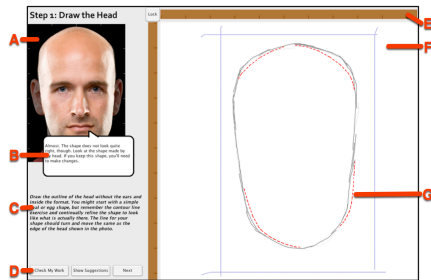 Step 1: Draw the Head
Lock
E
A
F
Almost. The shape does not look quite
right, though. Look at the shape made by
head. If you keep this shape, you'll need
to make changes.
B
G
Draw the outline of the head without the ears and
inside the format. You might start with a simple
or egg shape, but remember the contour line
exercise and continually refine the shape to look
like what is actually there. The line for your
shape should turn and move the same as the
edge of the head shown in the photo.
C
D
Check My Work
Show Suggestions
Next